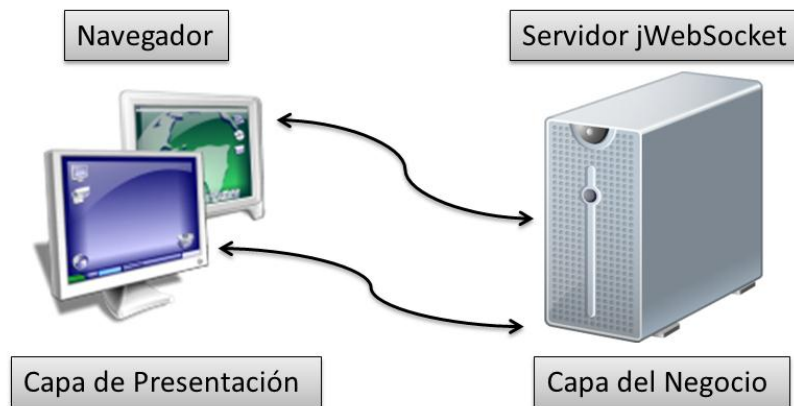 Navegador
Servidor jWebSocket
Capa de Presentación
Capa del Negocio